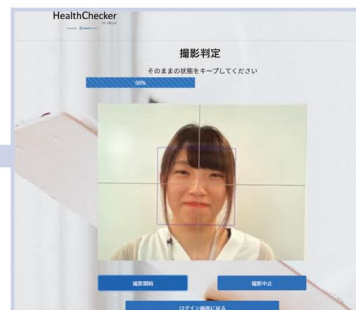 HealthChecker
撮影判定
そのままの状態をキープしてください
50%
撮影開始
撮影中止
ログイン画面に戻る